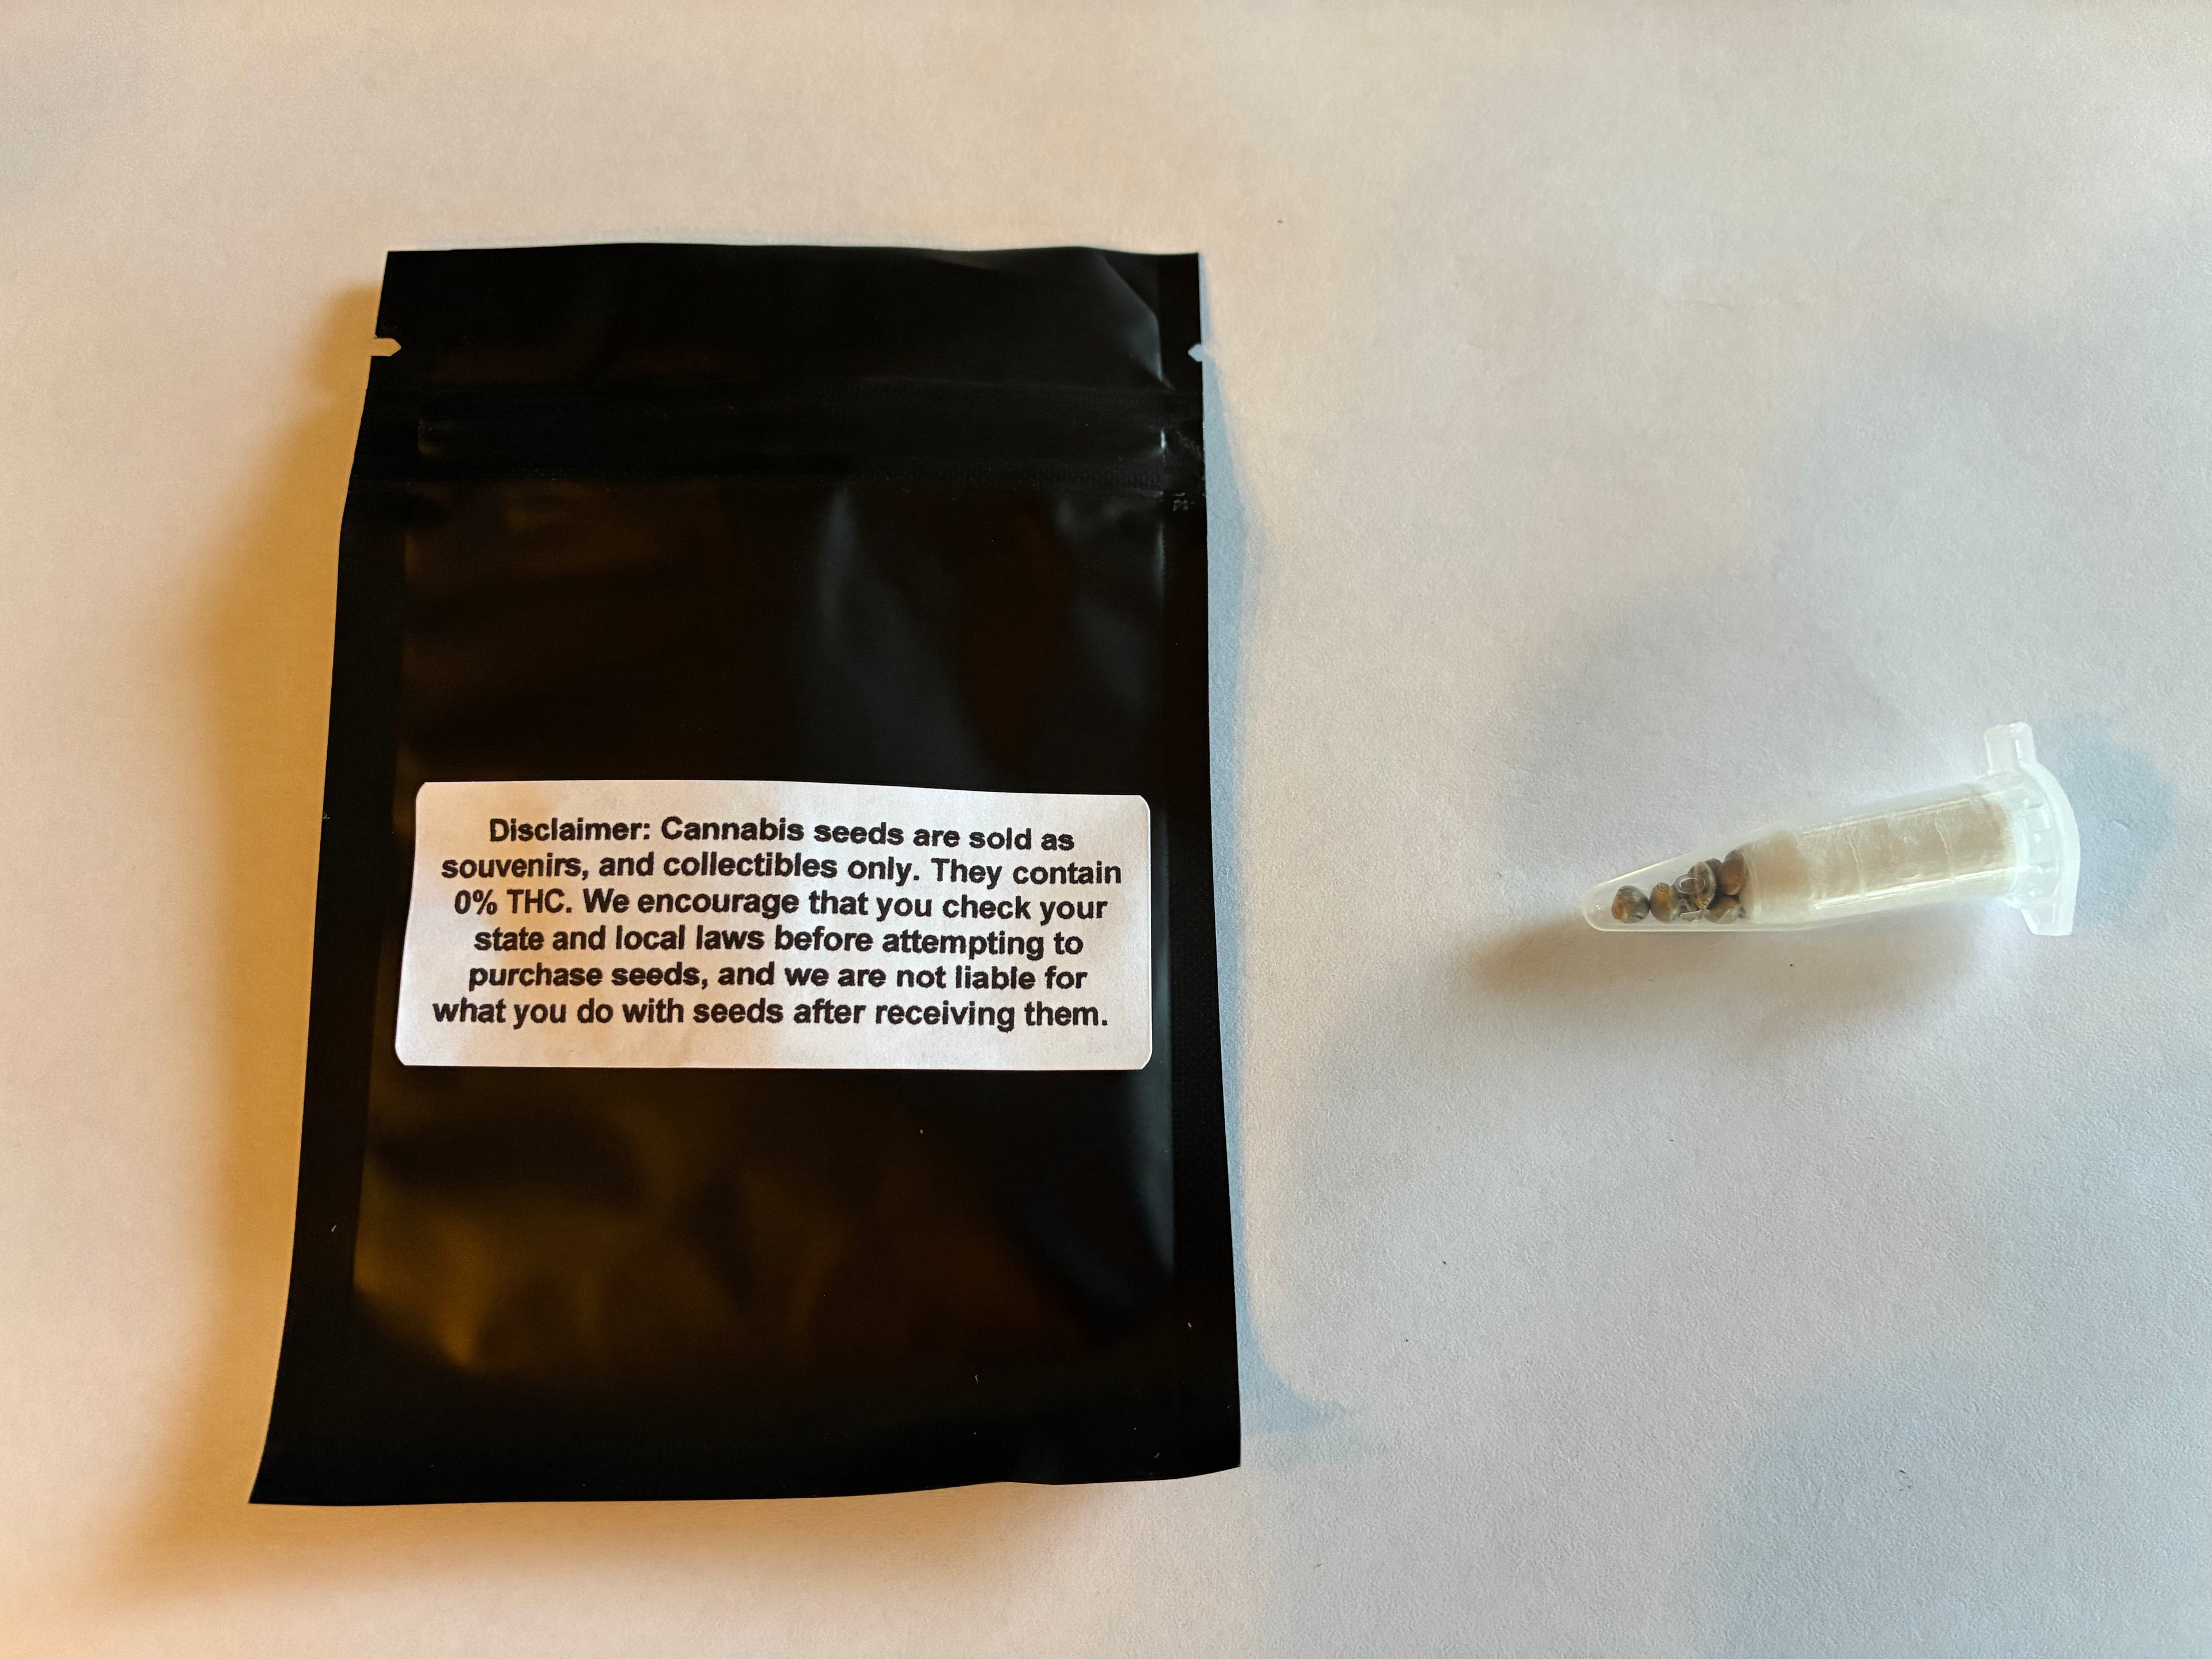 Disclaimer: Cannabis seeds are sold as
souvenirs, and collectibles only. They contain
0% THC. We encourage that you check your
state and local laws before attempting to
purchase seeds, and we are not liable for
what you do with seeds after receiving them.